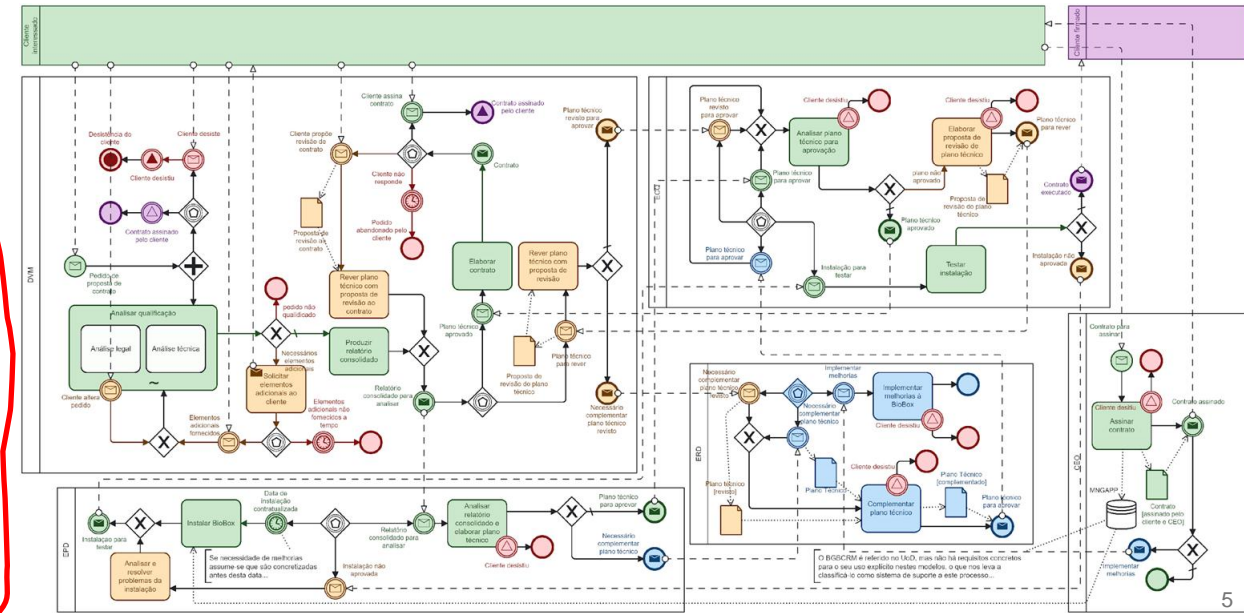 Cliente
interessado
Cliente firmado
DVM
Desistência do
cliente
Cliente desiste
Cliente desistiu
Contrato assinado
pelo cliente
Pedido de
proposta de
contrato
Analisar qualificação
Análise legal
Análise técnica
~
Cliente altera
pedido
Elementos
adicionais
fornecidos
pedido não
qualificado
Necessários
elementos
adicionais
Solicitar
elementos
adicionais ao
cliente
Elementos
adicionais não
fornecidos a
tempo
Produzir
relatório
consolidado
Cliente assina
contrato
Contrato assinado
pelo cliente
Cliente propõe
revisão de contrato
Cliente não
responde
Proposta de
revisão ao
contrato
Pedido
abandonado pelo
cliente
Rever plano
técnico com
proposta de
revisão ao
contrato
Contrato
Elaborar
contrato
Plano técnico
aprovado
Relatório
consolidado para
analisar
Rever plano
técnico com
proposta de
revisão
Plano técnico
para rever
Proposta de
revisão de plano
técnico
Plano técnico
revisto para
aprovar
Necessário
complementar
plano técnico
revisto
Plano técnico
revisto para
aprovar
Analisar plano
técnico para
aprovação
Cliente desistiu
Plano técnico
para aprovar
Plano técnico
para aprovar
plano não
aprovado
Plano técnico
aprovado
Elaborar
proposta de
revisão de plano
técnico
Cliente desistiu
Plano técnico
para rever
Proposta de
revisão de plano
técnico
Instalação para
testar
Testar
instalação
Contrato
executado
Instalação não
aprovada
ERD
Necessário
complementar
plano técnico
revisto
Implementar
melhorias
Necessário
complementar
plano técnico
Implementar
melhorias à
BioBox
Cliente desistiu
Plano técnico
[revisto]
Plano Técnico
Cliente desistiu
Complementar
plano técnico
Plano Técnico
[complementado]
Plano técnico
para aprovar
CEO
Contrato para
assinar
Cliente desistiu
Assinar
contrato
Contrato assinado
MNGAPP
Contrato
[assinado pelo
cliente e CEO]
Implementar
melhorias
EPD
Instalação para
testar
Instalar BioBox
Data de
instalação
contratualizada
Analisar e
resolver
problemas da
instalação
Se necessidade de melhorias
assume-se que são concretizadas
antes desta data...
Instalação não
aprovada
Relatório
consolidado para
analisar
Analisar
relatório
consolidado e
elaborar plano
técnico
Cliente desistiu
Plano técnico
para aprovar
Necessário
complementar
plano técnico
O BGBSCRM é referido no UoD, mas não há requisitos concretos
para o seu uso explícito nestes modelos, o que nos leva a
classificá-lo como sistema de suporte a este processo...
5